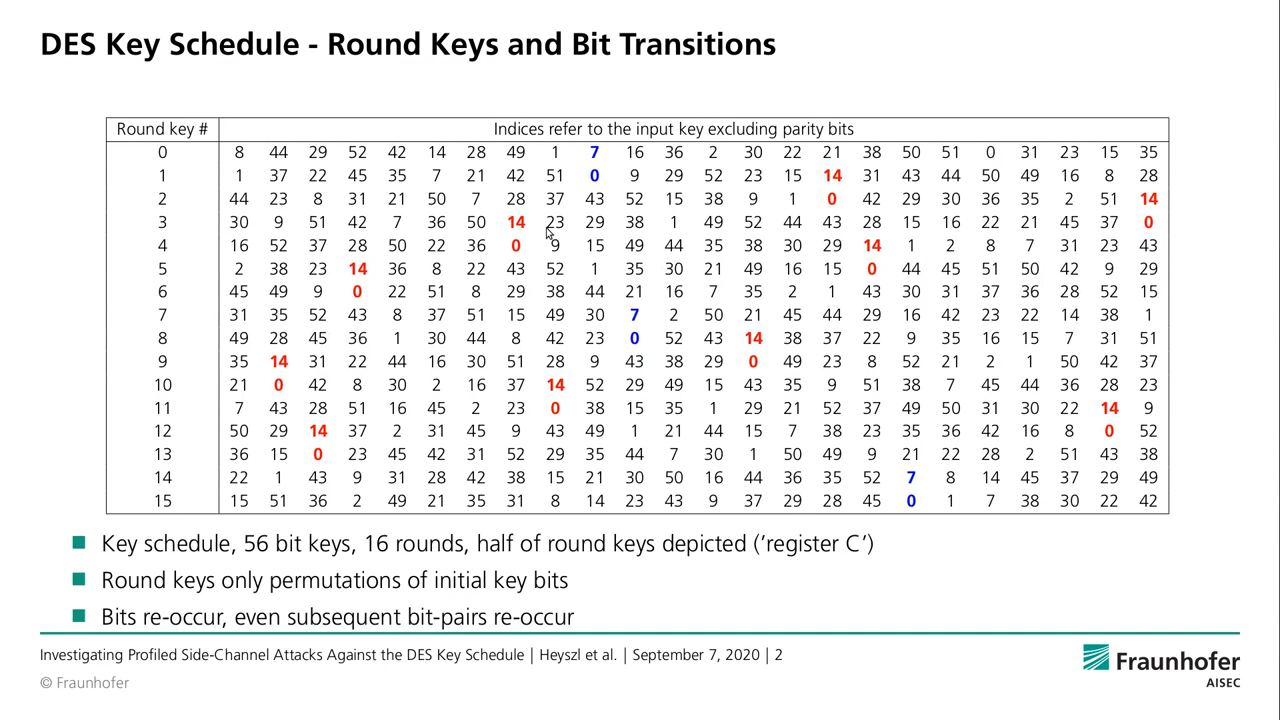 DES Key Schedule - Round Keys and Bit Transitions
Round key # Indices refer to the input key excluding parity bits
0 8 44 29 52 42 14 28 49 1 7 16 36 2 30 22 21 38 50 51 0 31 23 15 35
1 1 37 22 45 35 7 21 42 51 0 9 29 52 23 15 14 31 43 44 50 49 16 8 28
2 44 23 8 31 21 50 7 28 37 43 52 15 38 9 1 0 42 29 30 36 35 2 51 14
3 30 9 51 42 7 36 50 14 23 29 38 1 49 52 44 43 28 15 16 22 21 45 37 0
4 16 52 37 28 50 22 36 0 9 15 49 44 35 38 30 29 14 1 2 8 7 31 23 43
5 2 38 23 14 36 8 22 43 52 1 35 30 21 49 16 15 0 44 45 51 50 42 9 29
6 45 49 9 0 22 51 8 29 38 44 21 16 7 35 2 1 43 30 31 37 36 28 52 15
7 31 35 52 43 8 37 51 15 49 30 7 2 50 21 45 44 29 16 42 23 22 14 38 1
8 49 28 45 36 1 30 44 8 42 23 0 52 43 14 38 37 22 9 35 16 15 7 31 51
9 35 14 31 22 44 16 30 51 28 9 43 38 29 0 49 23 8 52 21 2 1 50 42 37
10 21 0 42 8 30 2 16 37 14 52 29 49 15 43 35 9 51 38 7 45 44 36 28 23
11 7 43 28 51 16 45 2 23 0 38 15 35 1 29 21 52 37 49 50 31 30 22 14 9
12 50 29 14 37 2 31 45 9 43 49 1 21 44 15 7 38 23 35 36 42 16 8 0 52
13 36 15 0 23 45 42 31 52 29 35 44 7 30 1 50 49 9 21 22 28 2 51 43 38
14 22 1 43 9 31 28 42 38 15 21 30 50 16 44 36 35 52 7 8 14 45 37 29 49
15 15 51 36 2 49 21 35 31 8 14 23 43 9 37 29 28 45 0 1 7 38 30 22 42
Key schedule, 56 bit keys, 16 rounds, half of round keys depicted ('register C')
Round keys only permutations of initial key bits
Bits re-occur, even subsequent bit-pairs re-occur
Investigating Profiled Side-Channel Attacks Against the DES Key Schedule | Heyszl et al. | September 7, 2020 | 2
© Fraunhofer
Fraunhofer
AISEC